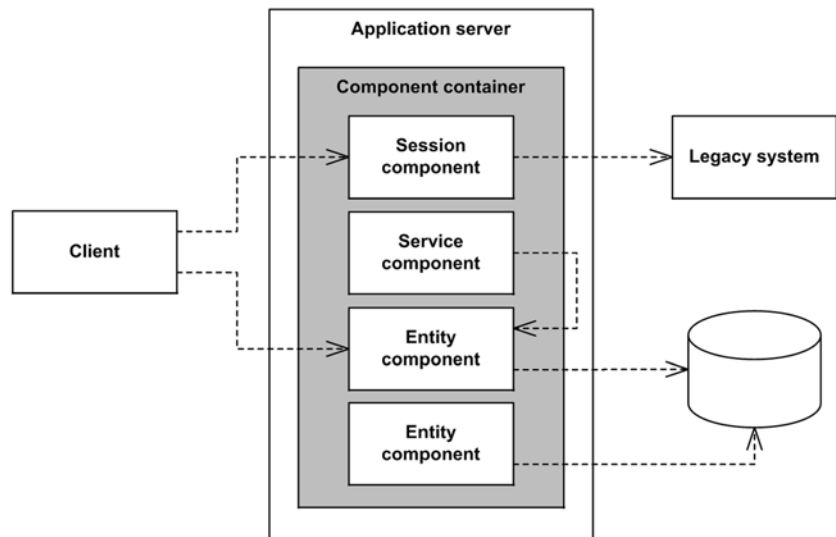 Application server
Component container
Session
component
Legacy system
Client
Service
component
Entity
component
Entity
component